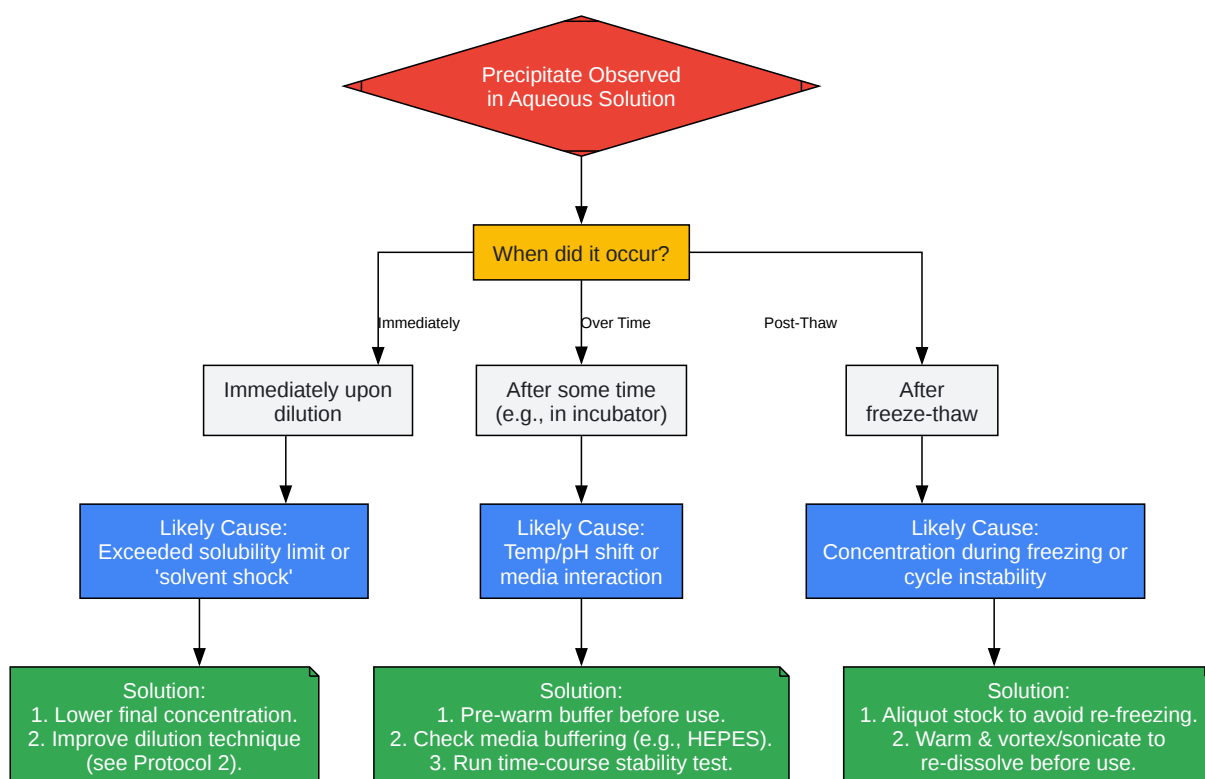 Precipitate Observed
in Aqueous Solution
When did it occur?
Immediately
Over Time
Post-Thaw
Immediately upon
dilution
After some time
(e.g., in incubator)
After
freeze-thaw
Likely Cause:
Exceeded solubility limit or
'solvent shock'
Likely Cause:
Temp/pH shift or
media interaction
Likely Cause:
Concentration during freezing or
cycle instability
Solution:
1. Lower final concentration.
2. Improve dilution technique
(see Protocol 2).
Solution:
1. Pre-warm buffer before use.
2. Check media buffering (e.g., HEPES).
3. Run time-course stability test.
Solution:
1. Aliquot stock to avoid re-freezing.
2. Warm & vortex/sonicate to
re-dissolve before use.